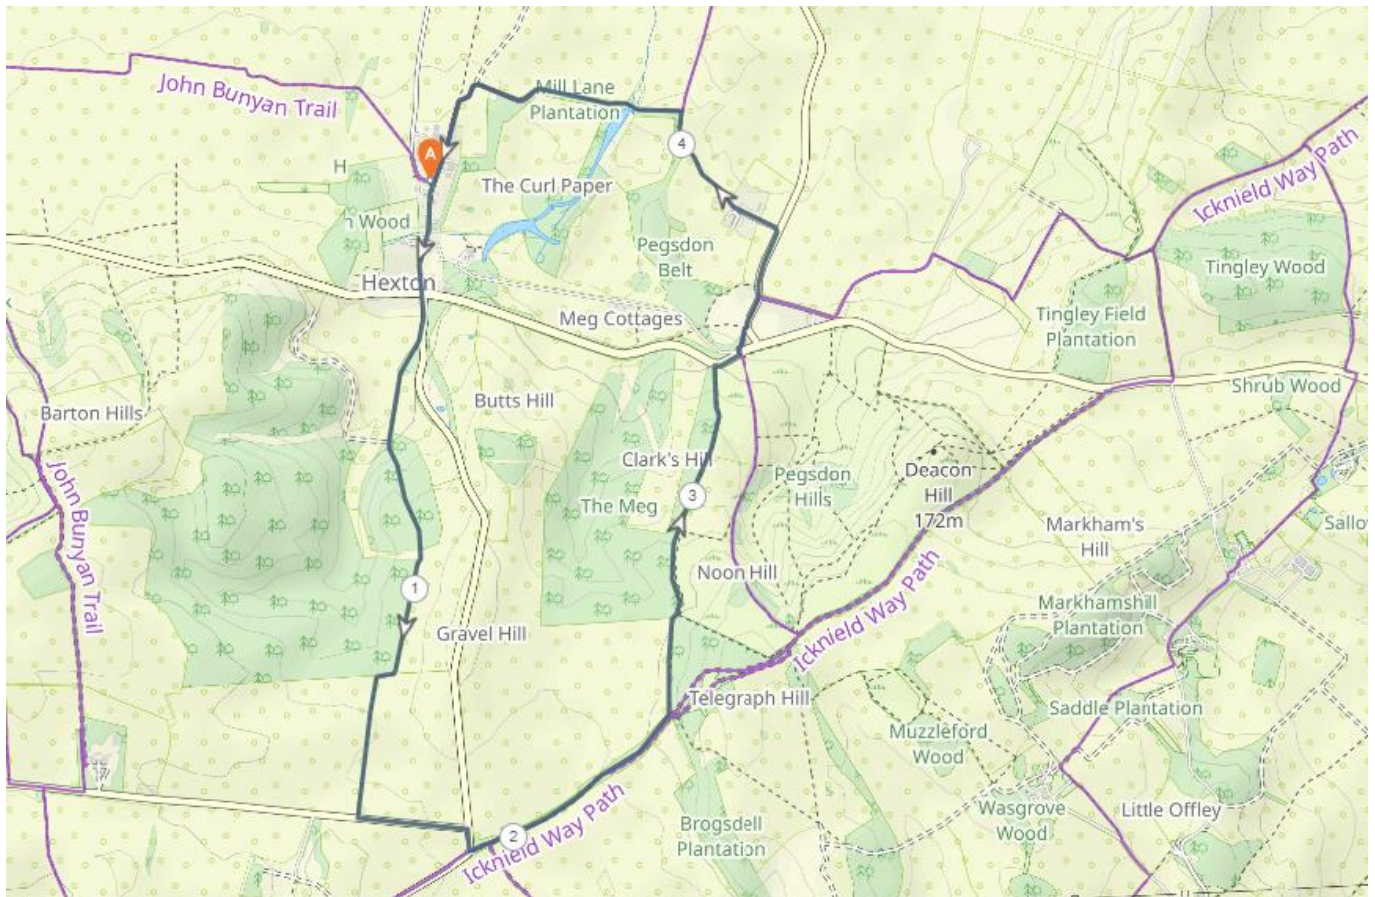 John Bunyan Trail
Mill Lane
Plantation
A
4
H
The Curl Paper
n Wood
Icknield Way Path
Pegsdon
Belt
Hexton
Tingley Wood
Meg Cottages
Tingley Field
Plantation
Shrub Wood
Barton Hills
Butts Hill
Clark's Hill
Deacon
Hill
172m
Pegsdon
Hills
John Bunyan Trail
3
The Meg
Markham's
Hill
Sallo
Noon Hill
1
Icknield Way Path
Markhamshill
Plantation
Gravel Hill
Telegraph Hill
Saddle Plantation
Muzzleford
Wood
2
Icknield Way Path
Brogsdell
Plantation
Wasgrove
Wood
Little Offley